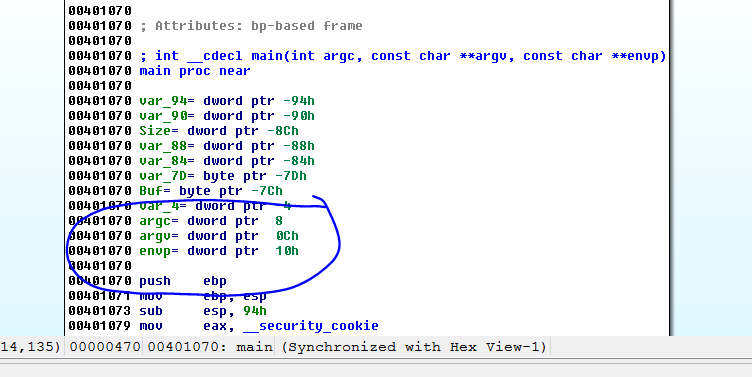 00401070
00401070 ; Attributes: bp-based frame
00401070
00401070 ; int __cdecl main(int argc, const char **argv, const char **envp)
00401070 main proc near
00401070
00401070 var_94= dword ptr -94h
00401070 var_90= dword ptr -90h
00401070 Size= dword ptr -8Ch
00401070 var_88= dword ptr -88h
00401070 var_84= dword ptr -84h
00401070 var_7D= byte ptr -7Dh
00401070 Buf= byte ptr -7Ch
00401070 var_4= dword ptr -4
00401070 argc= dword ptr  8
00401070 argv= dword ptr  0Ch
00401070 envp= dword ptr  10h
00401070
00401070 push    ebp
00401071 mov     ebp, esp
00401073 sub     esp, 94h
00401079 mov     eax, __security_cookie
14,135) 00000470 00401070: main (Synchronized with Hex View-1)